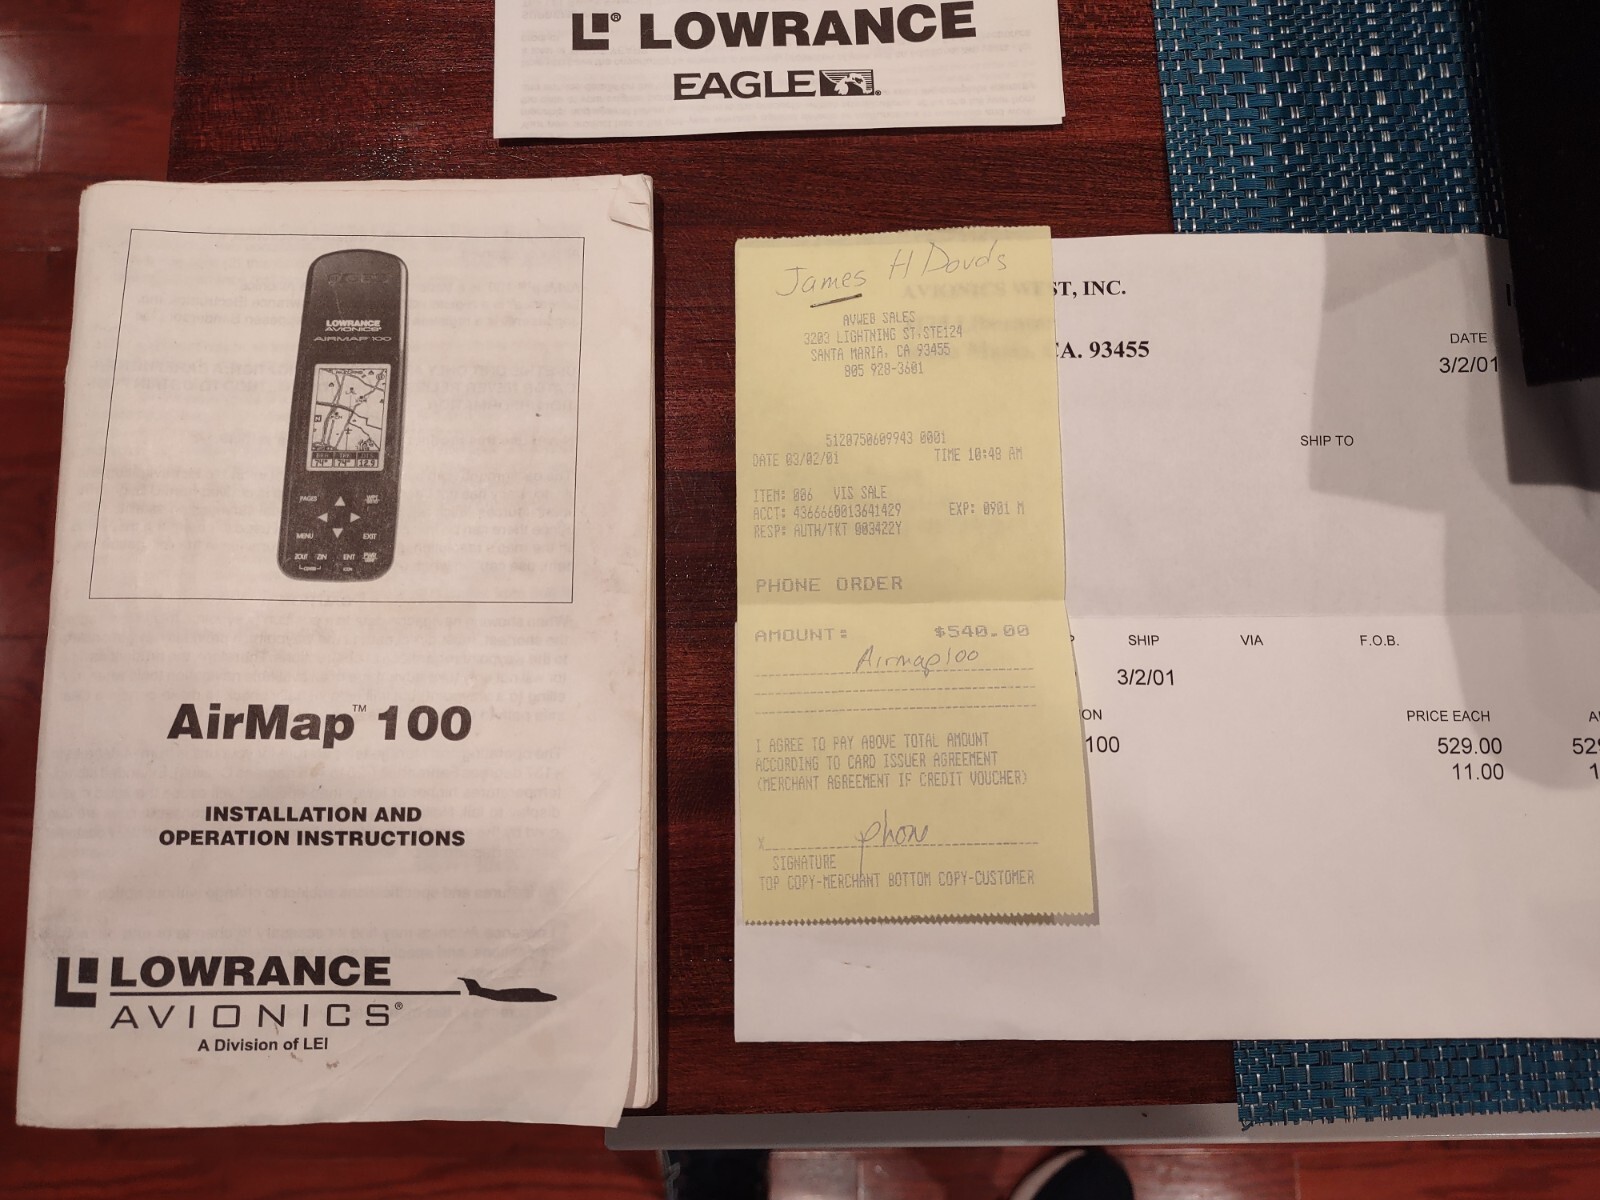 LOWRANCE
EAGLE
LOWRANCE
AVIONICS
AIRMAP 100
PAGES
MENU
EXIT
ZOUT ZIN ENT
AirMap™ 100
INSTALLATION AND
OPERATION INSTRUCTIONS
LOWRANCE
AVIONICS®
A Division of LEI
James H Douds
AVWEB SALES
3203 LIGHTNING ST,STE124
SANTA MARIA, CA 93455
805 928-3601
5120750609943 0001
DATE 03/02/01 TIME 10:48 AM
ITEM: 006 VIS SALE
ACCT: 4366660013641429 EXP: 0901 M
RESP: AUTH/TKT 003422Y
PHONE ORDER
AMOUNT: $540.00
Airmap100
I AGREE TO PAY ABOVE TOTAL AMOUNT
ACCORDING TO CARD ISSUER AGREEMENT
(MERCHANT AGREEMENT IF CREDIT VOUCHER)
X phone
SIGNATURE
TOP COPY-MERCHANT BOTTOM COPY-CUSTOMER
AVIONICS WEST, INC.
CA. 93455
DATE
3/2/01
SHIP TO
SHIP VIA F.O.B.
3/2/01
ON PRICE EACH
100 529.00
11.00